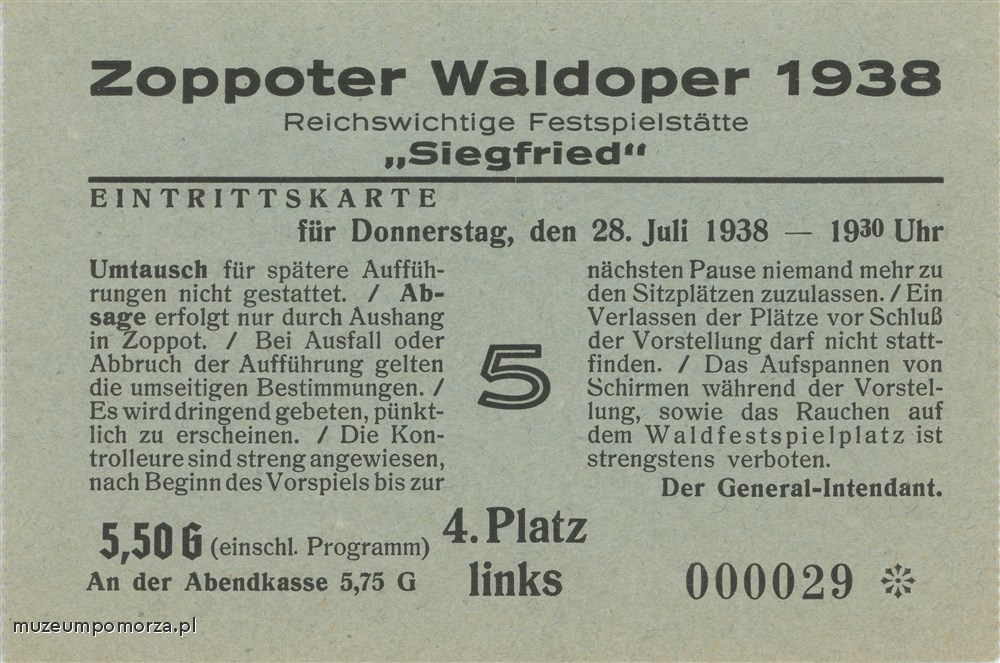 Zoppoter Waldoper 1938
Reichswichtige Festspielstätte
„Siegfried“
EINTRITTSKARTE
für Donnerstag, den 28. Juli 1938 — 19³⁰ Uhr
Umtausch für spätere Auffüh-
rungen nicht gestattet. / Ab-
sage erfolgt nur durch Aushang
in Zoppot. / Bei Ausfall oder
Abbruch der Aufführung gelten
die umseitigen Bestimmungen. /
Es wird dringend gebeten, pünkt-
lich zu erscheinen. / Die Kon-
trolleure sind streng angewiesen,
nach Beginn des Vorspiels bis zur
5
nächsten Pause niemand mehr zu
den Sitzplätzen zuzulassen. / Ein
Verlassen der Plätze vor Schluß
der Vorstellung darf nicht statt-
finden. / Das Aufspannen von
Schirmen während der Vorstel-
lung, sowie das Rauchen auf
dem Waldfestspielplatz ist
strengstens verboten.
Der General-Intendant.
5,50 G (einschl. Programm)
An der Abendkasse 5,75 G
4. Platz
links
000029
muzeumpomorza.pl